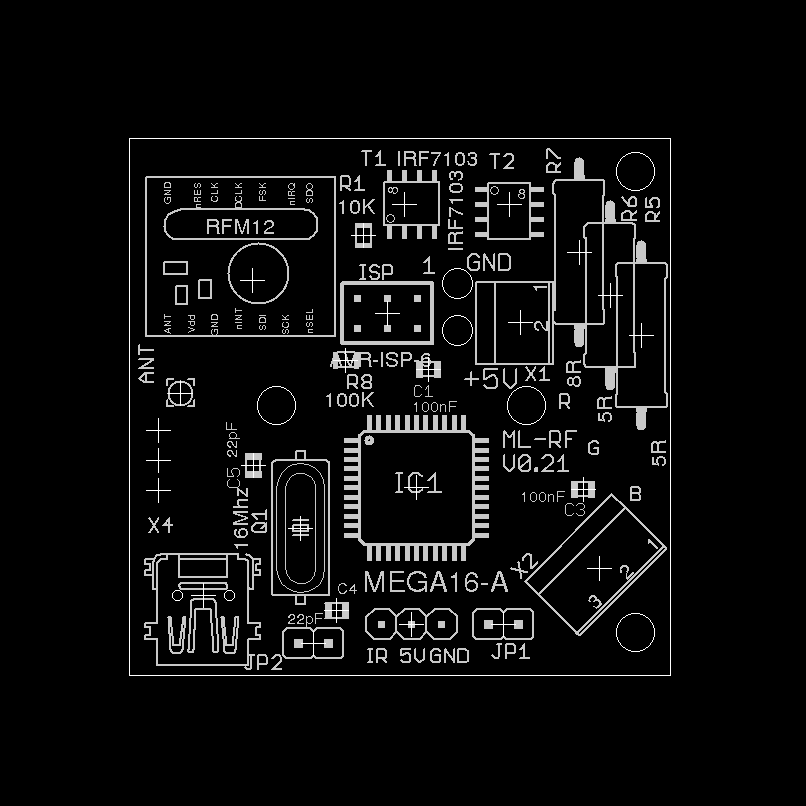 T1 IRF7103 T2
R7
GND nRES CLK DCLK FSK nIRQ SDO
R1
10K
8
8
IRF7103
R6
R5
RFM12
ISP
1
GND
1
2
ANT Vdd GND nINT SDI SCK nSEL
ANT
AVR-ISP-6
R8
100K
C1
100nF
+5V
X1
8R
R
5R
5R
C5 22pF
IC1
ML-RF
V0.21
G
B
100nF
C3
16Mhz
Q1
X4
MEGA16-A
X2
1
2
3
C4
22pF
JP2
IR 5V GND
JP1